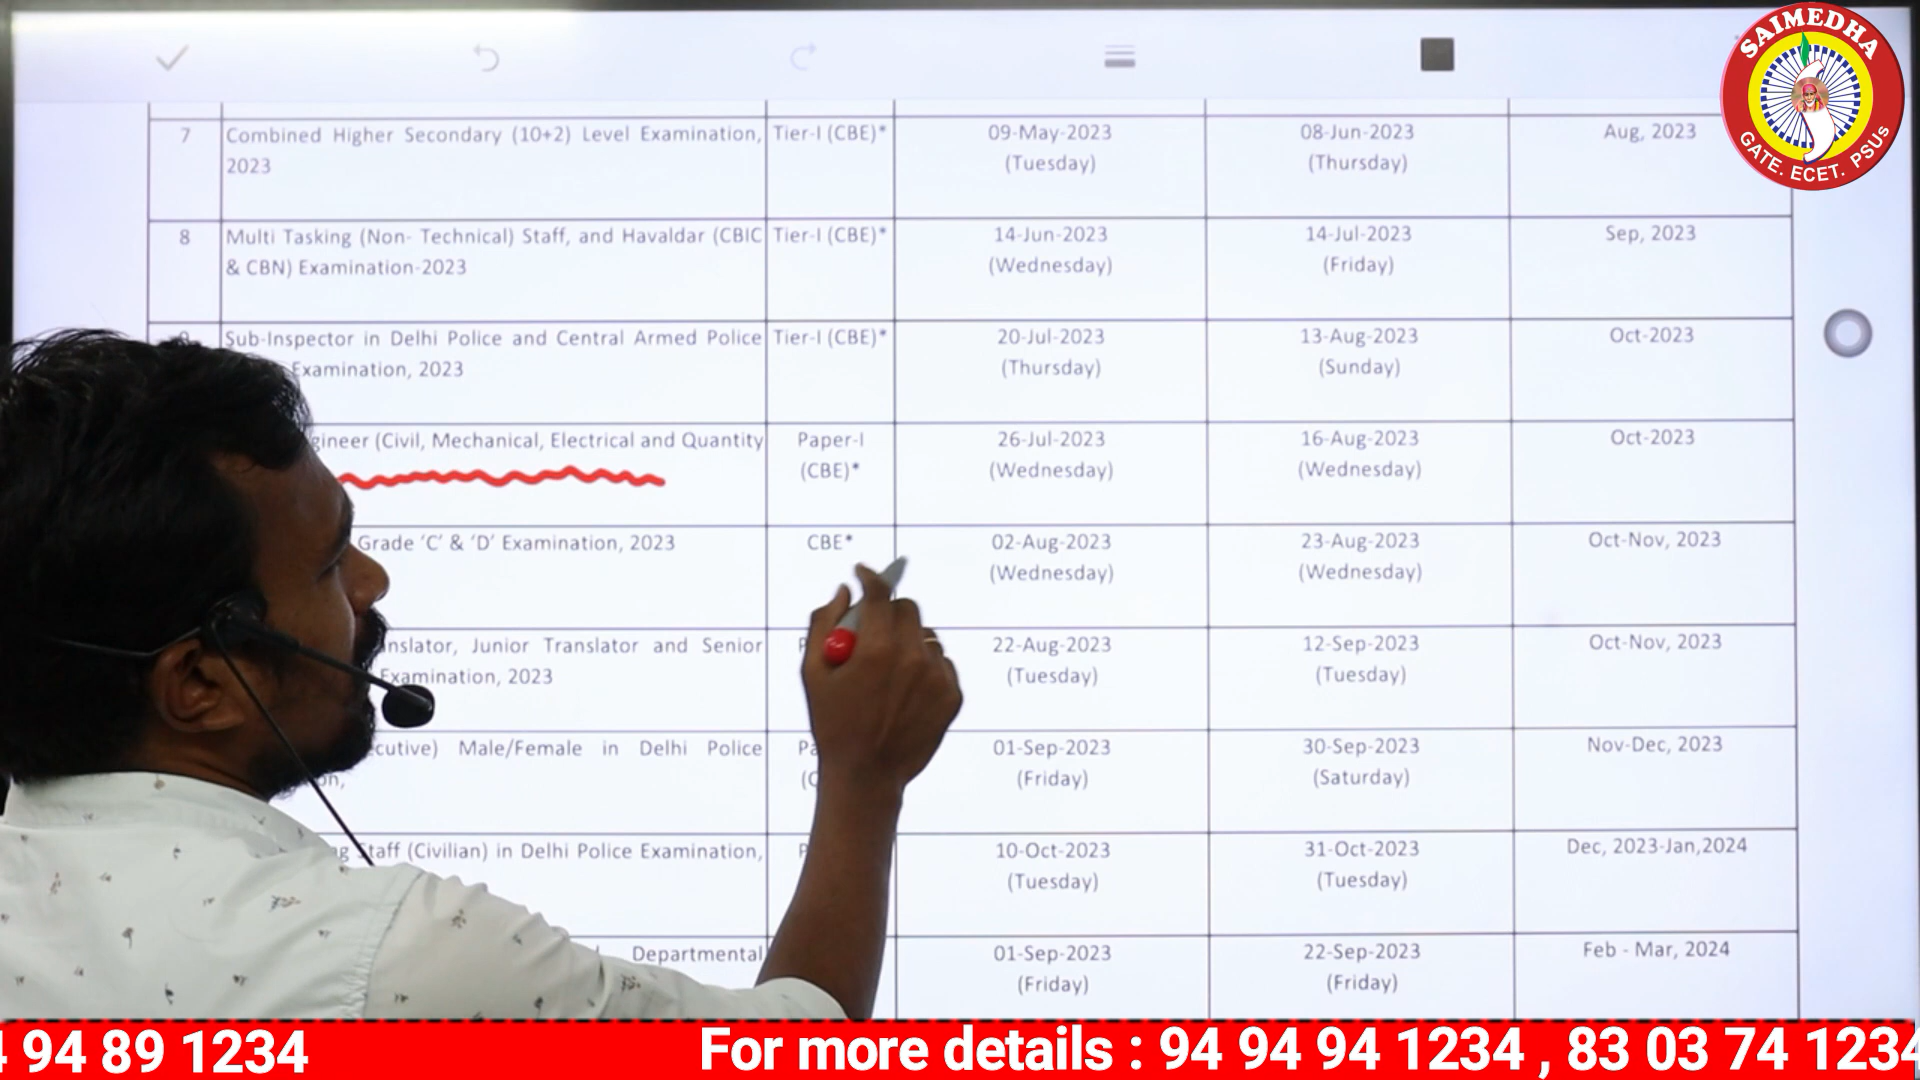 SAIMEDHA
GATE. ECET. PSUs
7 Combined Higher Secondary (10+2) Level Examination, Tier-I (CBE)* 09-May-2023 08-Jun-2023 Aug, 2023
2023 (Tuesday) (Thursday)
8 Multi Tasking (Non- Technical) Staff, and Havaldar (CBIC Tier-I (CBE)* 14-Jun-2023 14-Jul-2023 Sep, 2023
& CBN) Examination-2023 (Wednesday) (Friday)
Sub-Inspector in Delhi Police and Central Armed Police Tier-I (CBE)* 20-Jul-2023 13-Aug-2023 Oct-2023
Examination, 2023 (Thursday) (Sunday)
gineer (Civil, Mechanical, Electrical and Quantity Paper-I 26-Jul-2023 16-Aug-2023 Oct-2023
(CBE)* (Wednesday) (Wednesday)
Grade ‘C’ & ‘D’ Examination, 2023 CBE* 02-Aug-2023 23-Aug-2023 Oct-Nov, 2023
(Wednesday) (Wednesday)
nslator, Junior Translator and Senior 22-Aug-2023 12-Sep-2023 Oct-Nov, 2023
Examination, 2023 (Tuesday) (Tuesday)
cutive) Male/Female in Delhi Police 01-Sep-2023 30-Sep-2023 Nov-Dec, 2023
(Friday) (Saturday)
Staff (Civilian) in Delhi Police Examination, 10-Oct-2023 31-Oct-2023 Dec, 2023-Jan,2024
(Tuesday) (Tuesday)
Departmental 01-Sep-2023 22-Sep-2023 Feb - Mar, 2024
(Friday) (Friday)
94 89 1234 For more details : 94 94 94 1234 , 83 03 74 1234